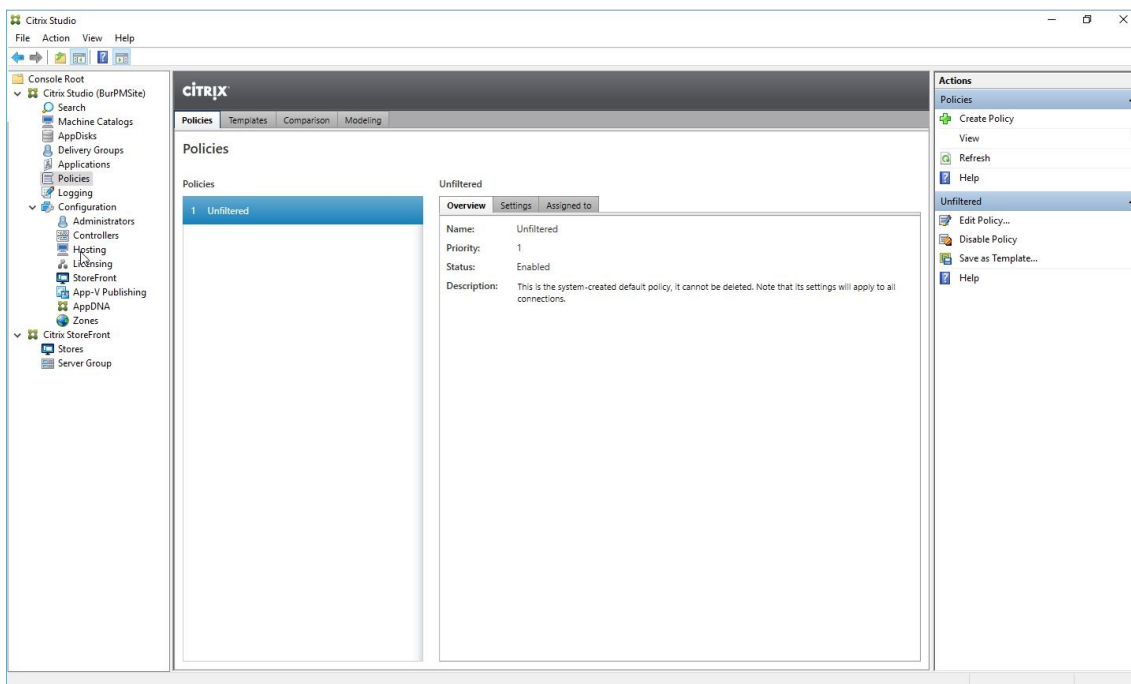 Citrix Studio
File Action View Help
Console Root
Citrix Studio (BurPMSite)
Search
Machine Catalogs
AppDisks
Delivery Groups
Applications
Policies
Logging
Configuration
Administrators
Controllers
Hosting
Licensing
StoreFront
App-V Publishing
AppDNA
Zones
Citrix StoreFront
Stores
Server Group
CITRIX
Policies Templates Comparison Modeling
Policies
Policies
1 Unfiltered
Unfiltered
Overview Settings Assigned to
Name: Unfiltered
Priority: 1
Status: Enabled
Description: This is the system-created default policy, it cannot be deleted. Note that its settings will apply to all
connections.
Actions
Policies
Create Policy
View
Refresh
Help
Unfiltered
Edit Policy...
Disable Policy
Save as Template...
Help